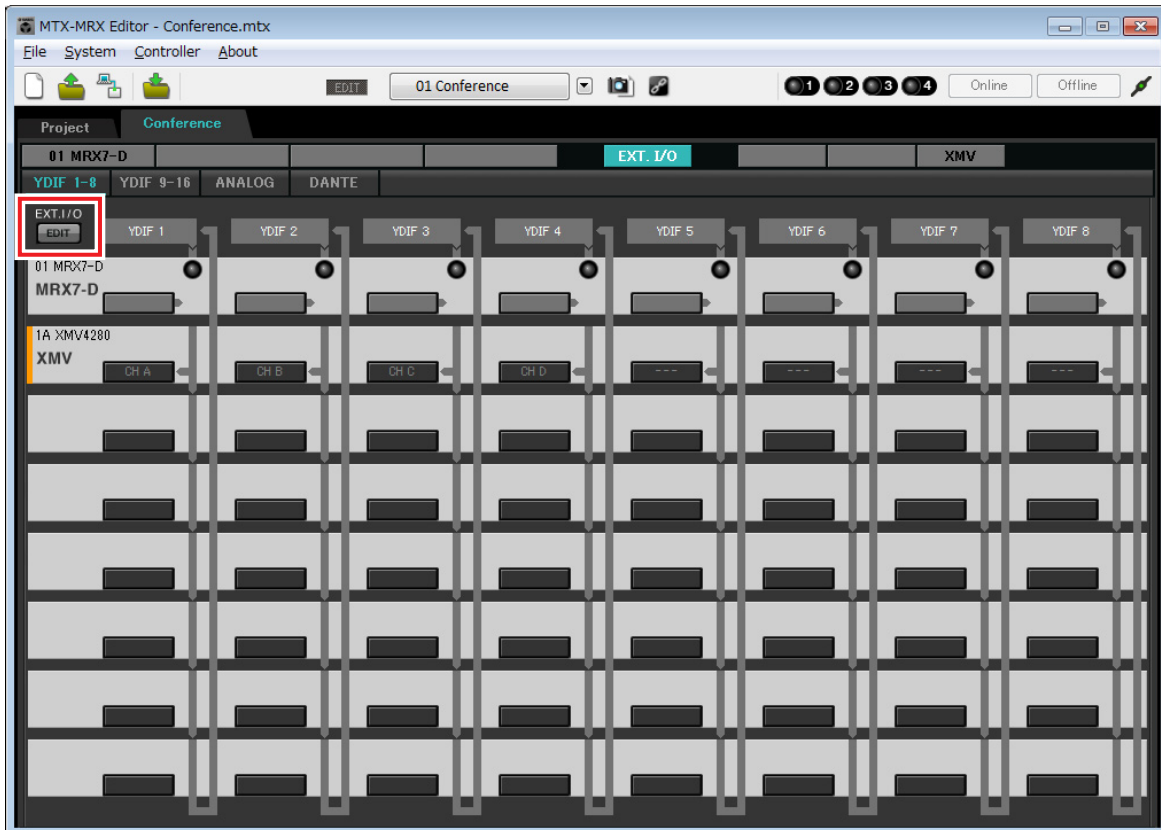 MTX-MRX Editor - Conference.mtx
File System Controller About
EDIT 01 Conference 1 2 3 4 Online Offline
Project Conference
01 MRX7-D EXT. I/O XMV
YDIF 1-8 YDIF 9-16 ANALOG DANTE
EXT.I/O
EDIT YDIF 1 YDIF 2 YDIF 3 YDIF 4 YDIF 5 YDIF 6 YDIF 7 YDIF 8
01 MRX7-D
MRX7-D
1A XMV4280
XMV
CH A CH B CH C CH D --- --- --- ---